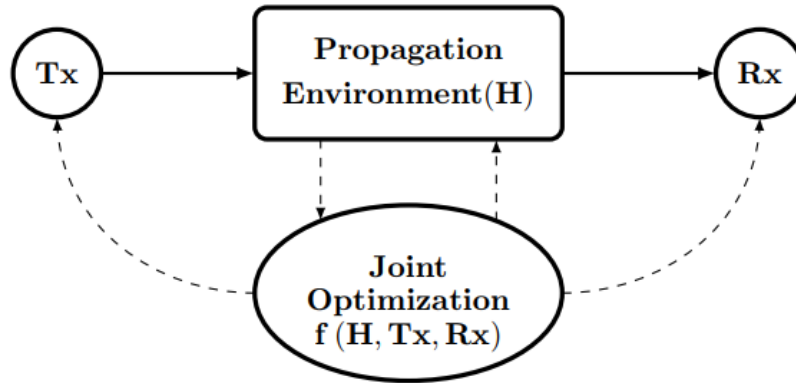 Tx
Propagation
Environment(H)
Rx
Joint
Optimization
f (H, Tx, Rx)